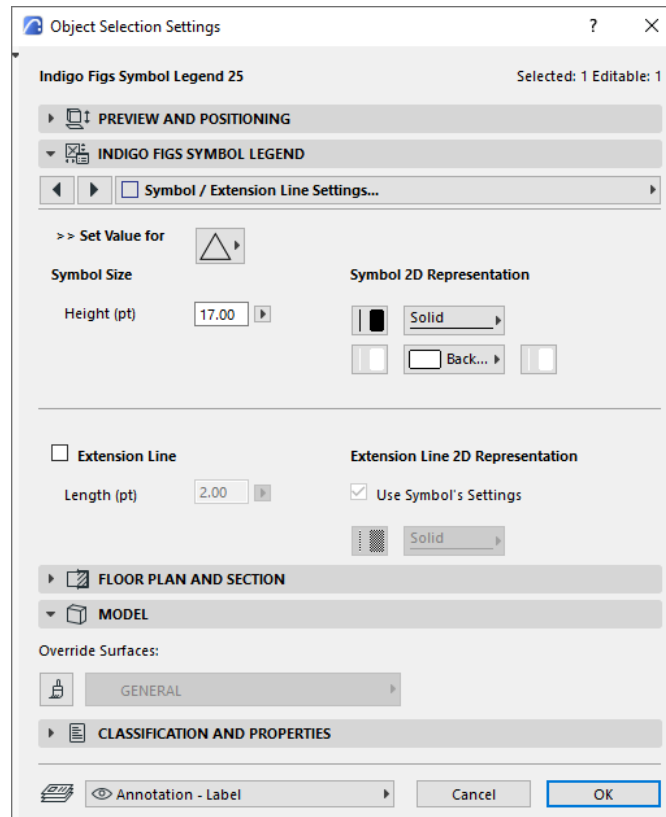 Object Selection Settings ?
Indigo Figs Symbol Legend 25 Selected: 1 Editable: 1
PREVIEW AND POSITIONING
INDIGO FIGS SYMBOL LEGEND
Symbol / Extension Line Settings...
>> Set Value for
Symbol Size Symbol 2D Representation
Height (pt) 17.00 Solid
Back...
Extension Line Extension Line 2D Representation
Length (pt) 2.00 Use Symbol's Settings
Solid
FLOOR PLAN AND SECTION
MODEL
Override Surfaces:
GENERAL
CLASSIFICATION AND PROPERTIES
Annotation - Label Cancel OK